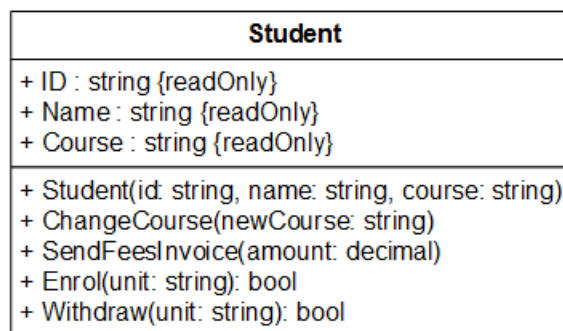 Student
+ ID : string {readOnly}
+ Name : string {readOnly}
+ Course : string {readOnly}
+ Student(id: string, name: string, course: string)
+ ChangeCourse(newCourse: string)
+ SendFeesInvoice(amount: decimal)
+ Enrol(unit: string): bool
+ Withdraw(unit: string): bool